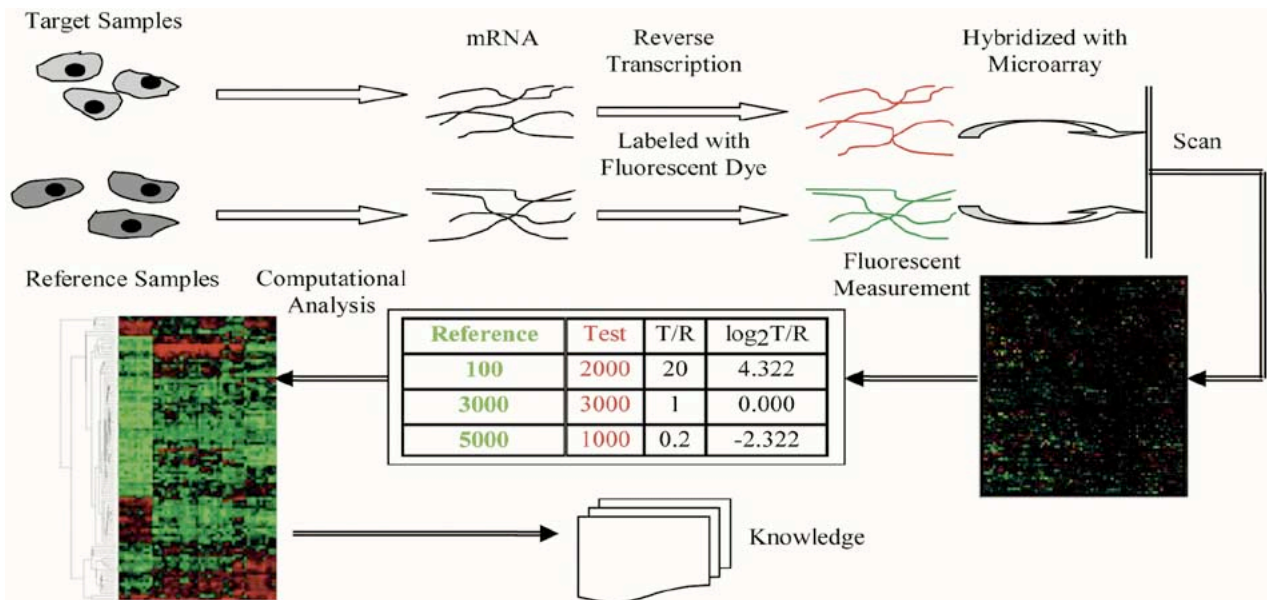 Target Samples
mRNA
Reverse
Transcription
Hybridized with
Microarray
Labeled with
Fluorescent Dye
Scan
Reference Samples
Computational
Analysis
Fluorescent
Measurement
Reference Test T/R log2T/R
100 2000 20 4.322
3000 3000 1 0.000
5000 1000 0.2 -2.322
Knowledge